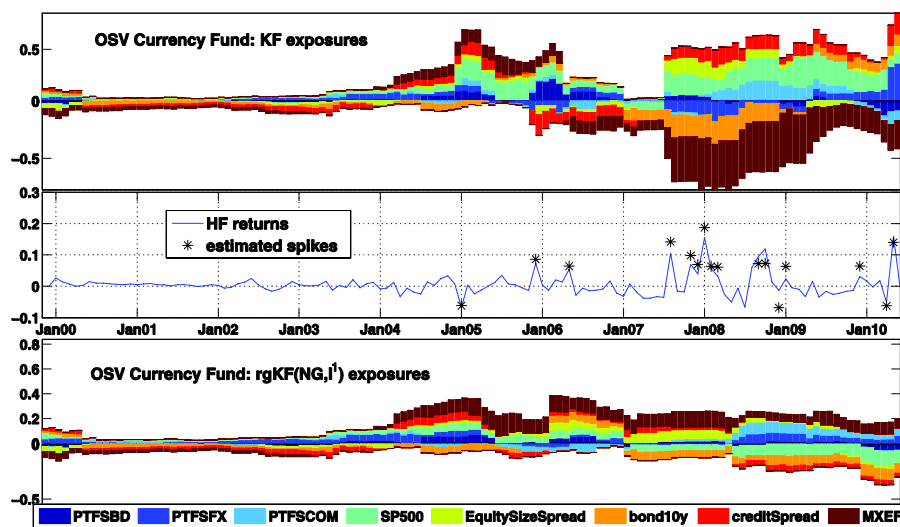 OSV Currency Fund: KF exposures
0.5
0
−0.5
0.3
0.2
0.1
0
−0.1
HF returns
estimated spikes
Jan00 Jan01 Jan02 Jan03 Jan04 Jan05 Jan06 Jan07 Jan08 Jan09 Jan10
0.8
0.6
0.4
0.2
0
−0.5
OSV Currency Fund: rgKF(NG,l¹) exposures
PTFSBD PTFSFX PTFSCOM SP500 EquitySizeSpread bond10y creditSpread MXEF